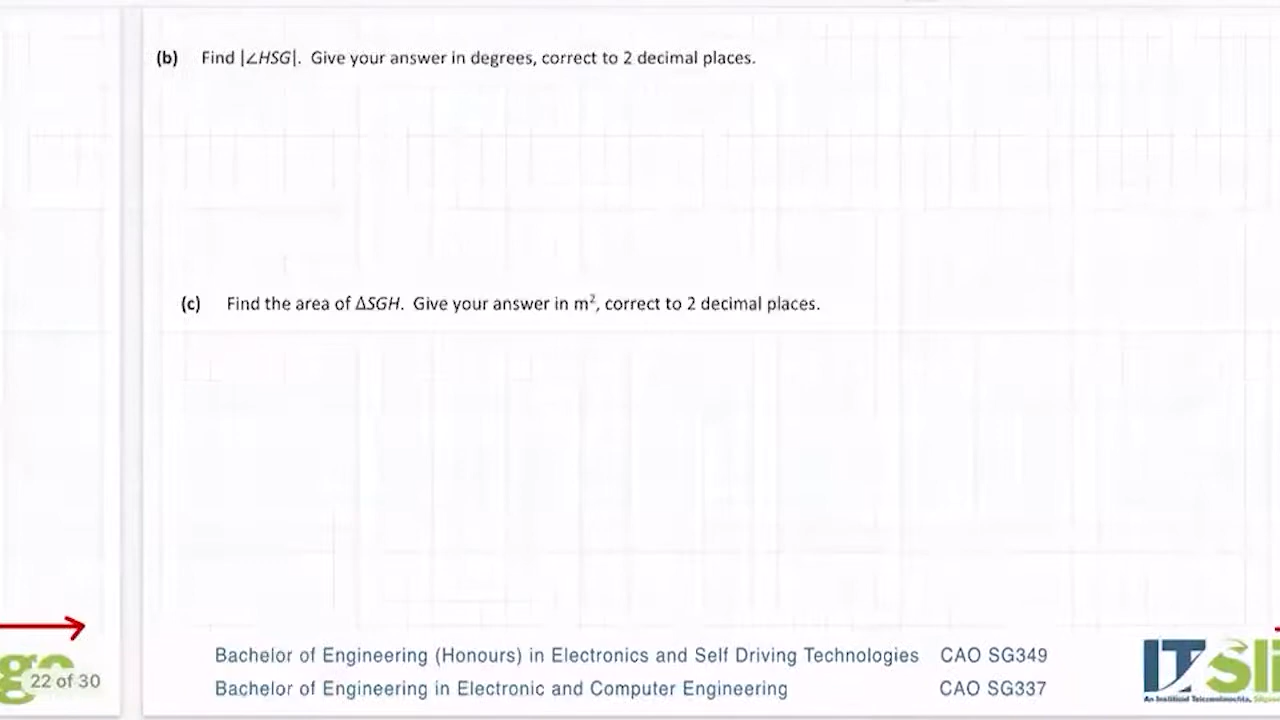 (b) Find |∠HSG|. Give your answer in degrees, correct to 2 decimal places.
(c) Find the area of ΔSGH. Give your answer in m², correct to 2 decimal places.
go
22 of 30
Bachelor of Engineering (Honours) in Electronics and Self Driving Technologies CAO SG349
Bachelor of Engineering in Electronic and Computer Engineering CAO SG337
IT Sli